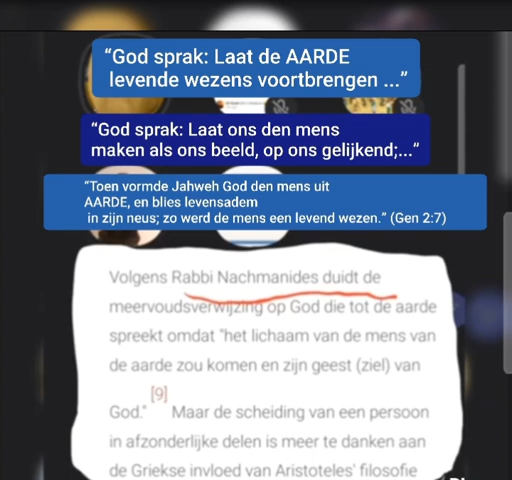 “God sprak: Laat de AARDE
levende wezens voortbrengen ...”
“God sprak: Laat ons den mens
maken als ons beeld, op ons gelijkend;...“
“Toen vormde Jahweh God den mens uit
AARDE, en blies levensadem
in zijn neus; zo werd de mens een levend wezen.” (Gen 2:7)
Volgens Rabbi Nachmanides duidt de
meervoudsverwijzing op God die tot de aarde
spreekt omdat "het lichaam van de mens van
de aarde zou komen en zijn geest (ziel) van
God." [9] Maar de scheiding van een persoon
in afzonderlijke delen is meer te danken aan
de Griekse invloed van Aristoteles' filosofie